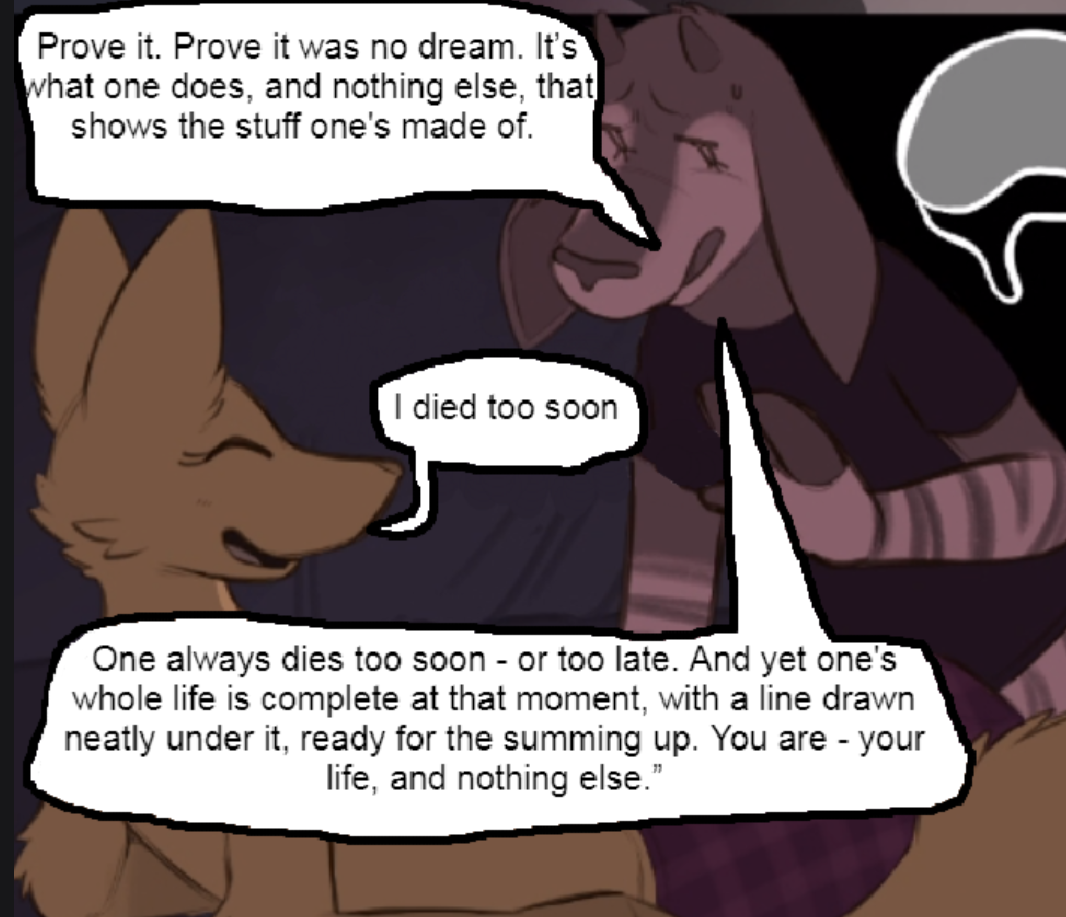 Prove it. Prove it was no dream. It's
what one does, and nothing else, that
shows the stuff one's made of.
I died too soon
One always dies too soon - or too late. And yet one's
whole life is complete at that moment, with a line drawn
neatly under it, ready for the summing up. You are - your
life, and nothing else.”